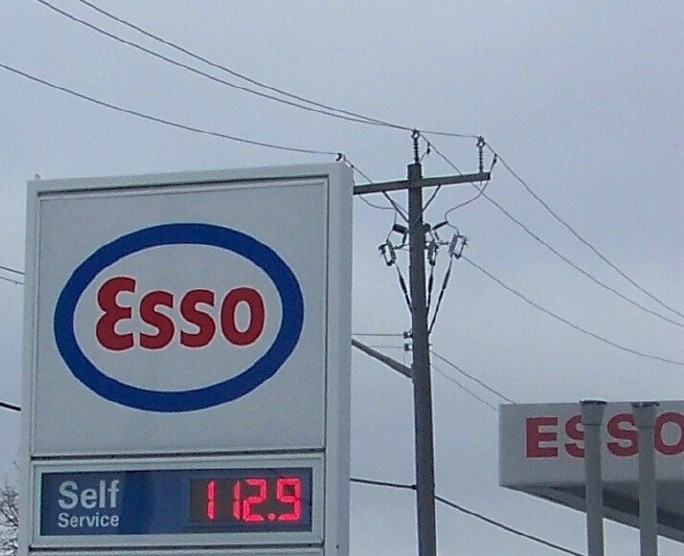 Esso
Self
Service
112.9
ESSO